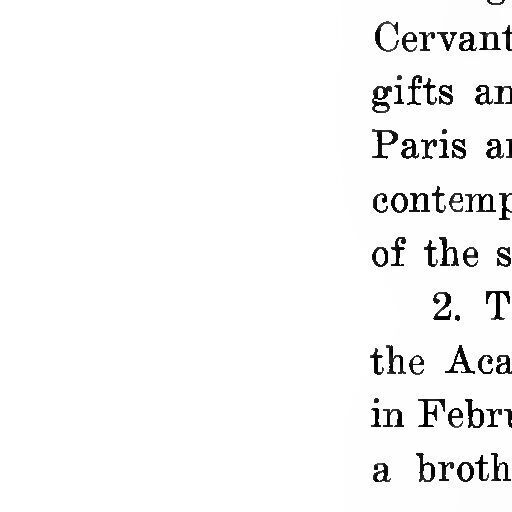 Cervant
gifts an
Paris a
contemp
of the s
2. T
the Aca
in Febru
a broth